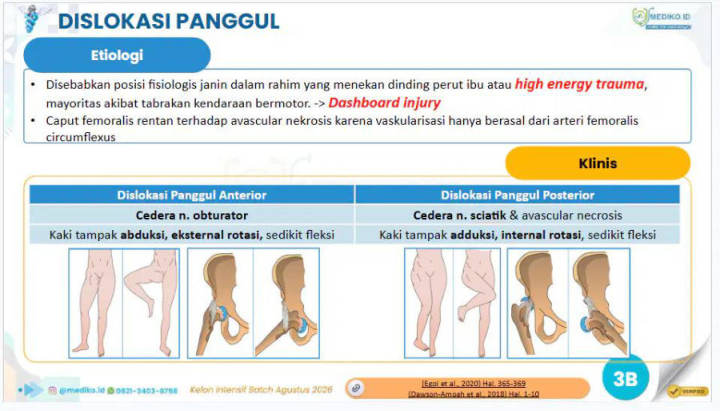 DISLOKASI PANGGUL
MEDIKO.ID
Etiologi
• Disebabkan posisi fisiologis janin dalam rahim yang menekan dinding perut ibu atau high energy trauma,
mayoritas akibat tabrakan kendaraan bermotor. -> Dashboard injury
• Caput femoralis rentan terhadap avascular nekrosis karena vaskularisasi hanya berasal dari arteri femoralis
circumflexus
Klinis
Dislokasi Panggul Anterior Dislokasi Panggul Posterior
Cedera n. obturator Cedera n. sciatik & avascular necrosis
Kaki tampak abduksi, eksternal rotasi, sedikit fleksi Kaki tampak adduksi, internal rotasi, sedikit fleksi
@mediko.id 0821-3403-8768 Kelan Intensif Batch Agustus 2026
(Egol et al., 2020) Hal. 365-369
(Dawson-Amoah et al., 2018) Hal. 1-10
3B
VERIFIED